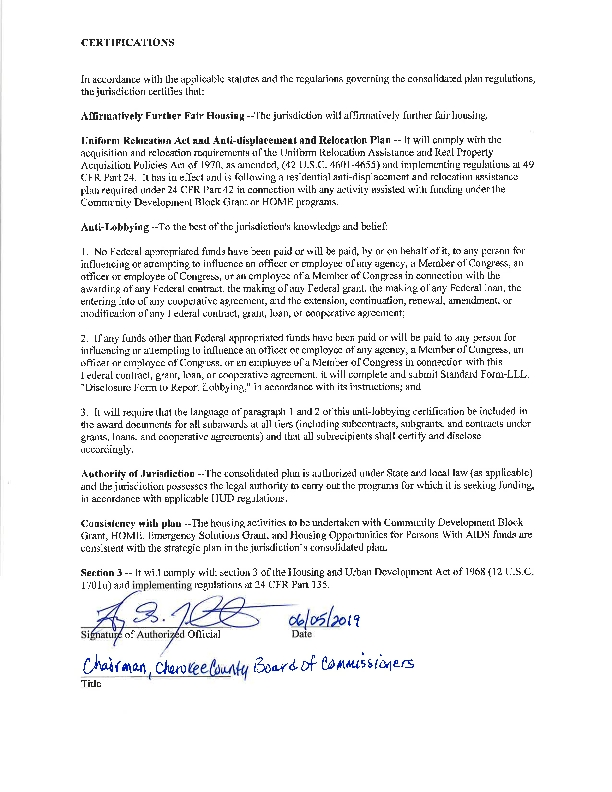 CERTIFICATIONS
In accordance with the applicable statutes and the regulations governing the consolidated plan regulations,
the jurisdiction certifies that:
Affirmatively Further Fair Housing --The jurisdiction will affirmatively further fair housing.
Uniform Relocation Act and Anti-displacement and Relocation Plan -- It will comply with the
acquisition and relocation requirements of the Uniform Relocation Assistance and Real Property
Acquisition Policies Act of 1970, as amended, (42 U.S.C. 4601-4655) and implementing regulations at 49
CFR Part 24. It has in effect and is following a residential anti-displacement and relocation assistance
plan required under 24 CFR Part 42 in connection with any activity assisted with funding under the
Community Development Block Grant or HOME programs.
Anti-Lobbying --To the best of the jurisdiction's knowledge and belief:
1. No Federal appropriated funds have been paid or will be paid, by or on behalf of it, to any person for
influencing or attempting to influence an officer or employee of any agency, a Member of Congress, an
officer or employee of Congress, or an employee of a Member of Congress in connection with the
awarding of any Federal contract, the making of any Federal grant, the making of any Federal loan, the
entering into of any cooperative agreement, and the extension, continuation, renewal, amendment, or
modification of any Federal contract, grant, loan, or cooperative agreement;
2. If any funds other than Federal appropriated funds have been paid or will be paid to any person for
influencing or attempting to influence an officer or employee of any agency, a Member of Congress, an
officer or employee of Congress, or an employee of a Member of Congress in connection with this
Federal contract, grant, loan, or cooperative agreement, it will complete and submit Standard Form-LLL,
"Disclosure Form to Report Lobbying," in accordance with its instructions; and
3. It will require that the language of paragraph 1 and 2 of this anti-lobbying certification be included in
the award documents for all subawards at all tiers (including subcontracts, subgrants, and contracts under
grants, loans, and cooperative agreements) and that all subrecipients shall certify and disclose
accordingly.
Authority of Jurisdiction --The consolidated plan is authorized under State and local law (as applicable)
and the jurisdiction possesses the legal authority to carry out the programs for which it is seeking funding,
in accordance with applicable HUD regulations.
Consistency with plan --The housing activities to be undertaken with Community Development Block
Grant, HOME, Emergency Solutions Grant, and Housing Opportunities for Persons With AIDS funds are
consistent with the strategic plan in the jurisdiction's consolidated plan.
Section 3 -- It will comply with section 3 of the Housing and Urban Development Act of 1968 (12 U.S.C.
1701u) and implementing regulations at 24 CFR Part 135.
06/05/2019
Signature of Authorized Official Date
Chairman, Cherokee County Board of Commissioners
Title